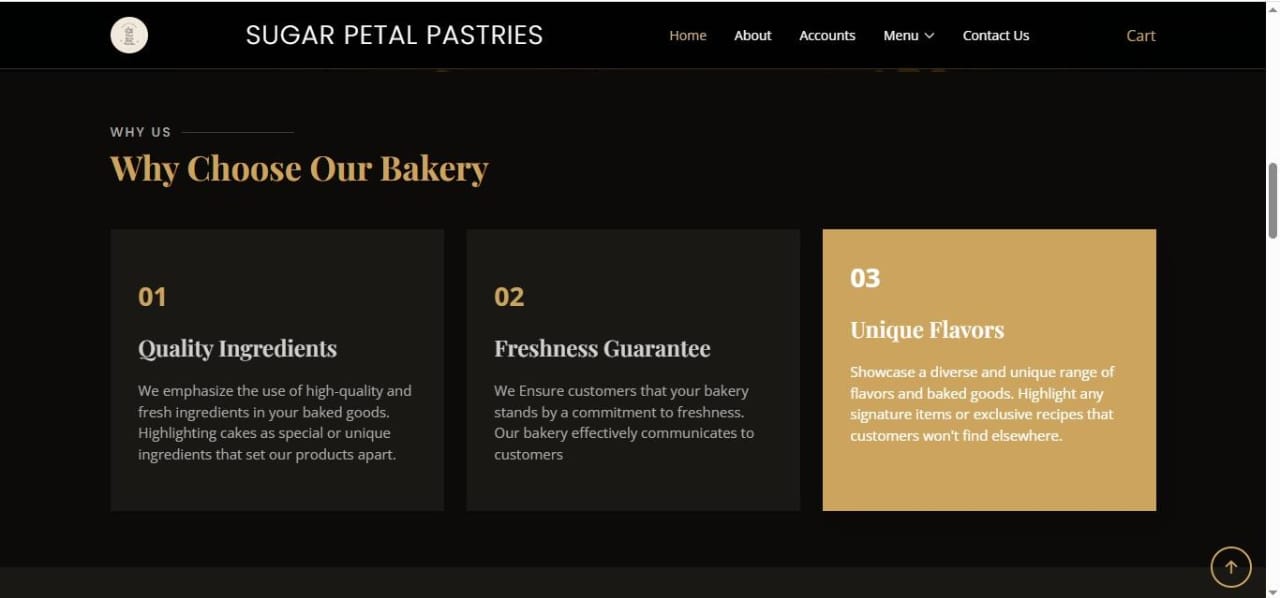 SUGAR PETAL PASTRIES
Home About Accounts Menu Contact Us Cart
WHY US
Why Choose Our Bakery
01
Quality Ingredients
We emphasize the use of high-quality and
fresh ingredients in your baked goods.
Highlighting cakes as special or unique
ingredients that set our products apart.
02
Freshness Guarantee
We Ensure customers that your bakery
stands by a commitment to freshness.
Our bakery effectively communicates to
customers
03
Unique Flavors
Showcase a diverse and unique range of
flavors and baked goods. Highlight any
signature items or exclusive recipes that
customers won't find elsewhere.